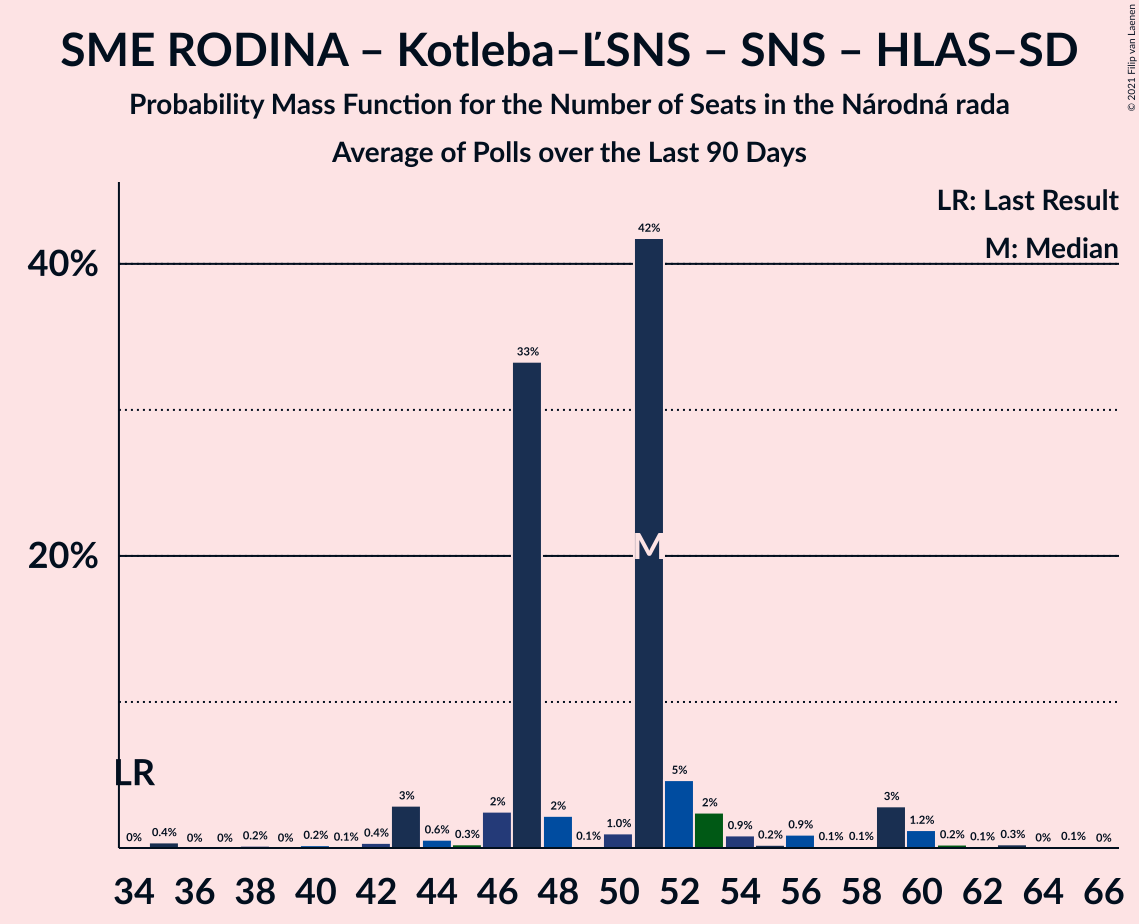 SME RODINA – Kotleba–ĽSNS – SNS – HLAS–SD
Probability Mass Function for the Number of Seats in the Národná rada
Average of Polls over the Last 90 Days
© 2021 Filip van Laenen
LR: Last Result
M: Median
40%
20%
42%
33%
M
LR
0% 0.4% 0% 0% 0.2% 0% 0.2% 0.1% 0.4% 3% 0.6% 0.3% 2% 2% 0.1% 1.0% 5% 2% 0.9% 0.2% 0.9% 0.1% 0.1% 3% 1.2% 0.2% 0.1% 0.3% 0% 0.1% 0%
34 36 38 40 42 44 46 48 50 52 54 56 58 60 62 64 66